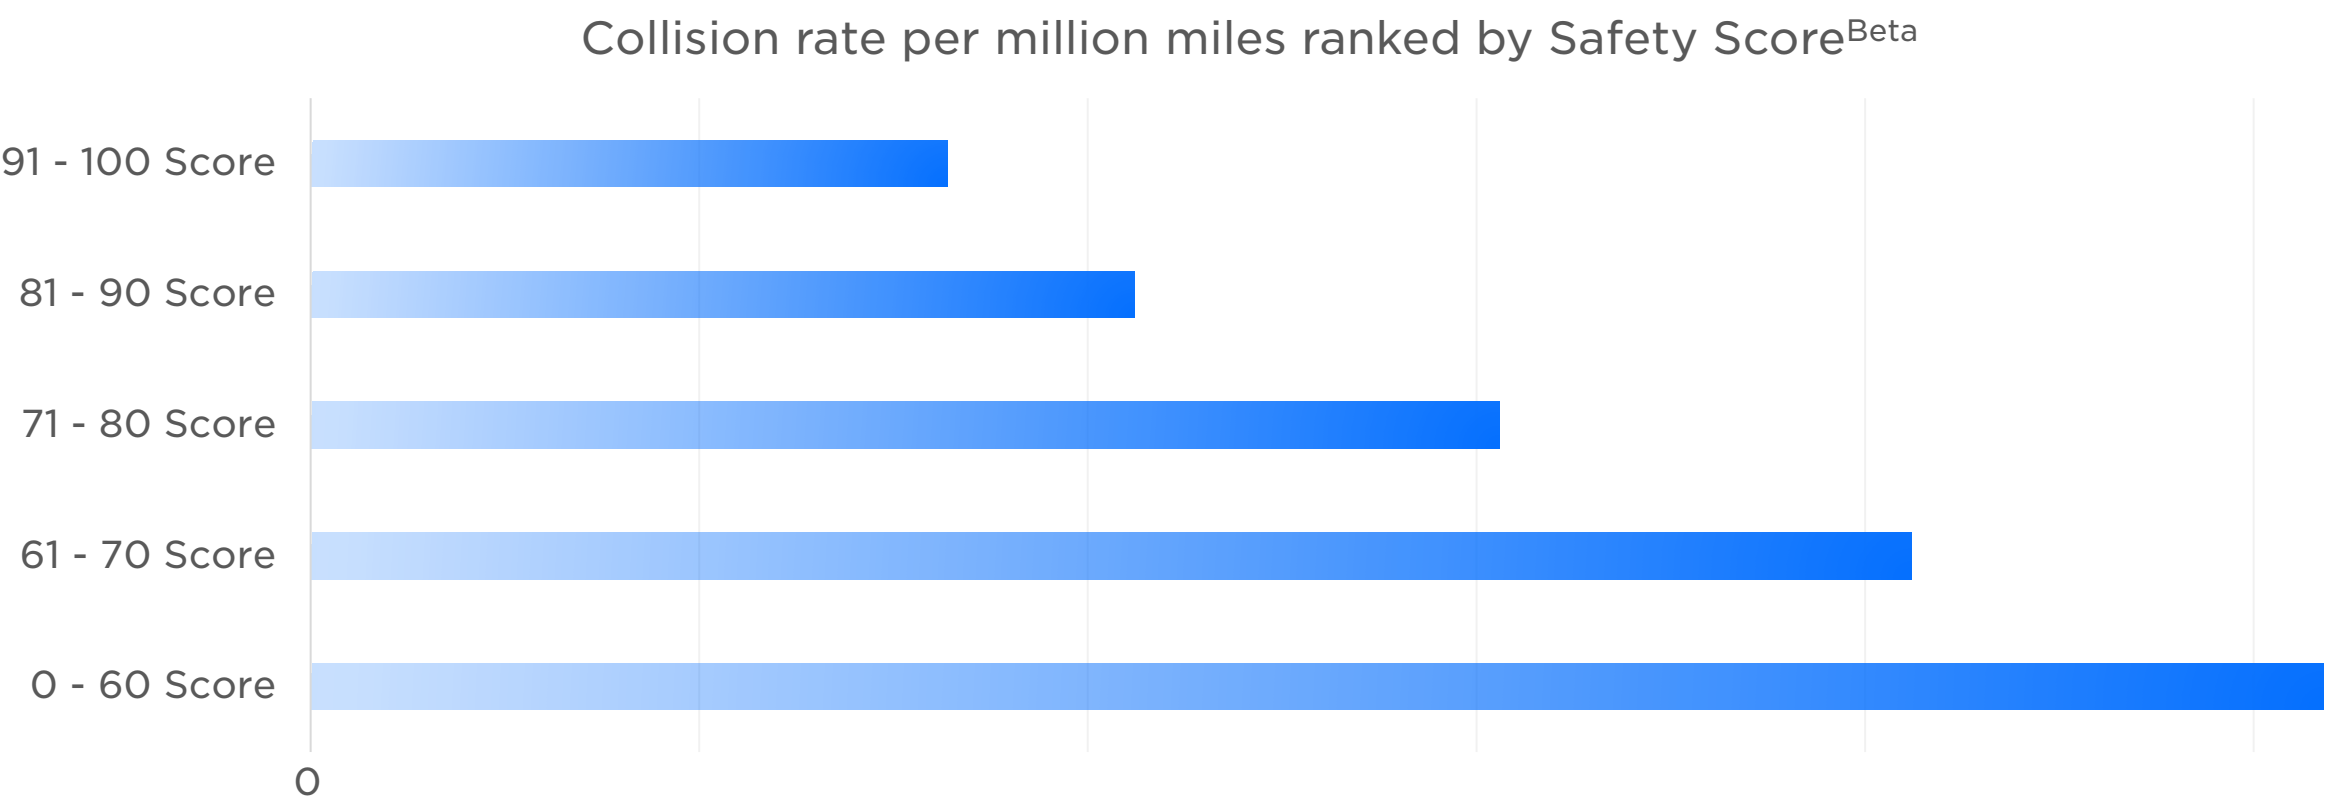 Collision rate per million miles ranked by Safety ScoreBeta
91 - 100 Score
81 - 90 Score
71 - 80 Score
61 - 70 Score
0 - 60 Score
0